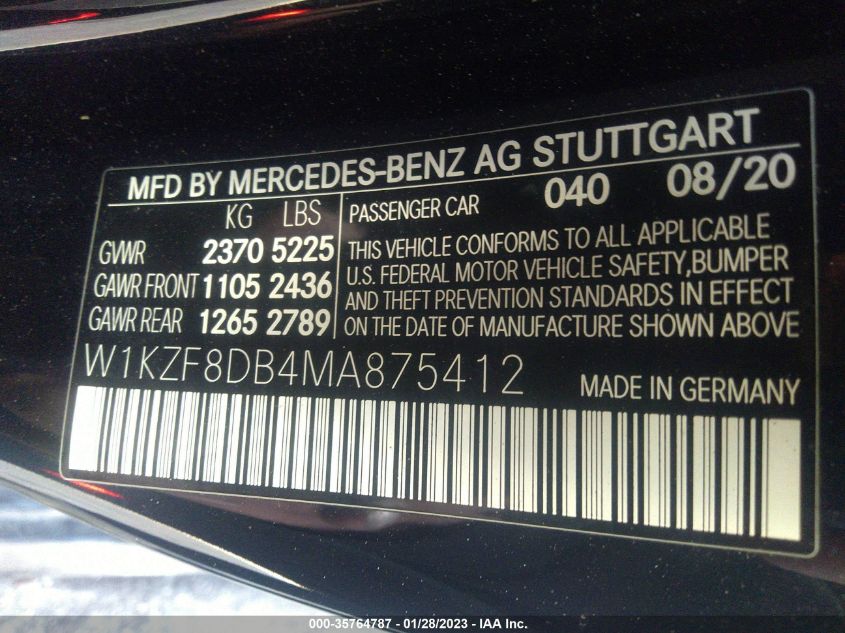 MFD BY MERCEDES-BENZ AG STUTTGART
KG LBS
GVWR 2370 5225
GAWR FRONT 1105 2436
GAWR REAR 1265 2789
PASSENGER CAR 040 08/20
THIS VEHICLE CONFORMS TO ALL APPLICABLE
U.S. FEDERAL MOTOR VEHICLE SAFETY,BUMPER
AND THEFT PREVENTION STANDARDS IN EFFECT
ON THE DATE OF MANUFACTURE SHOWN ABOVE
W1KZF8DB4MA875412
MADE IN GERMANY
000-35764787 | 01/28/2023 | IAA Inc.